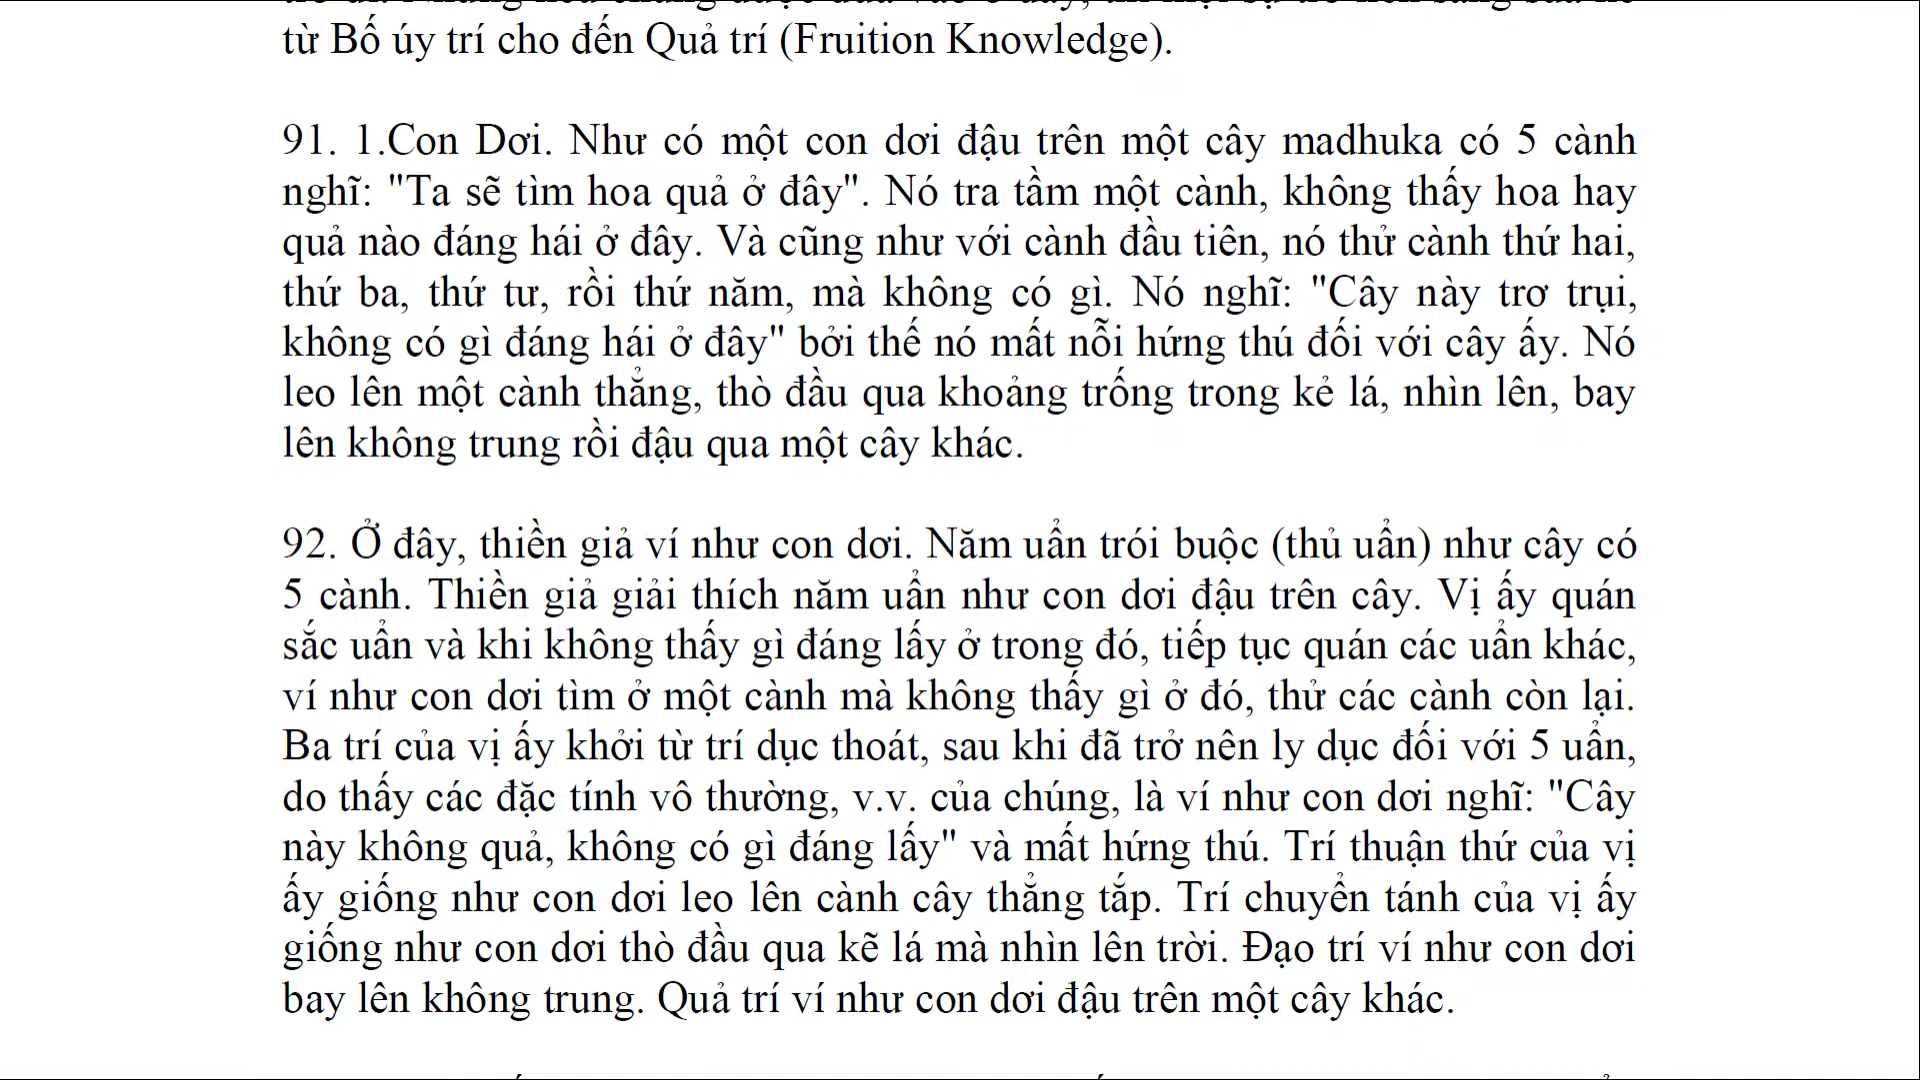 từ Bố úy trí cho đến Quả trí (Fruition Knowledge).
91. 1.Con Dơi. Như có một con dơi đậu trên một cây madhuka có 5 cành
nghĩ: "Ta sẽ tìm hoa quả ở đây". Nó tra tầm một cành, không thấy hoa hay
quả nào đáng hái ở đây. Và cũng như với cành đầu tiên, nó thử cành thứ hai,
thứ ba, thứ tư, rồi thứ năm, mà không có gì. Nó nghĩ: "Cây này trơ trụi,
không có gì đáng hái ở đây" bởi thế nó mất nỗi hứng thú đối với cây ấy. Nó
leo lên một cành thẳng, thò đầu qua khoảng trống trong kẻ lá, nhìn lên, bay
lên không trung rồi đậu qua một cây khác.
92. Ở đây, thiền giả ví như con dơi. Năm uẩn trói buộc (thủ uẩn) như cây có
5 cành. Thiền giả giải thích năm uẩn như con dơi đậu trên cây. Vị ấy quán
sắc uẩn và khi không thấy gì đáng lấy ở trong đó, tiếp tục quán các uẩn khác,
ví như con dơi tìm ở một cành mà không thấy gì ở đó, thử các cành còn lại.
Ba trí của vị ấy khởi từ trí dục thoát, sau khi đã trở nên ly dục đối với 5 uẩn,
do thấy các đặc tính vô thường, v.v. của chúng, là ví như con dơi nghĩ: "Cây
này không quả, không có gì đáng lấy" và mất hứng thú. Trí thuận thứ của vị
ấy giống như con dơi leo lên cành cây thẳng tắp. Trí chuyển tánh của vị ấy
giống như con dơi thò đầu qua kẽ lá mà nhìn lên trời. Đạo trí ví như con dơi
bay lên không trung. Quả trí ví như con dơi đậu trên một cây khác.